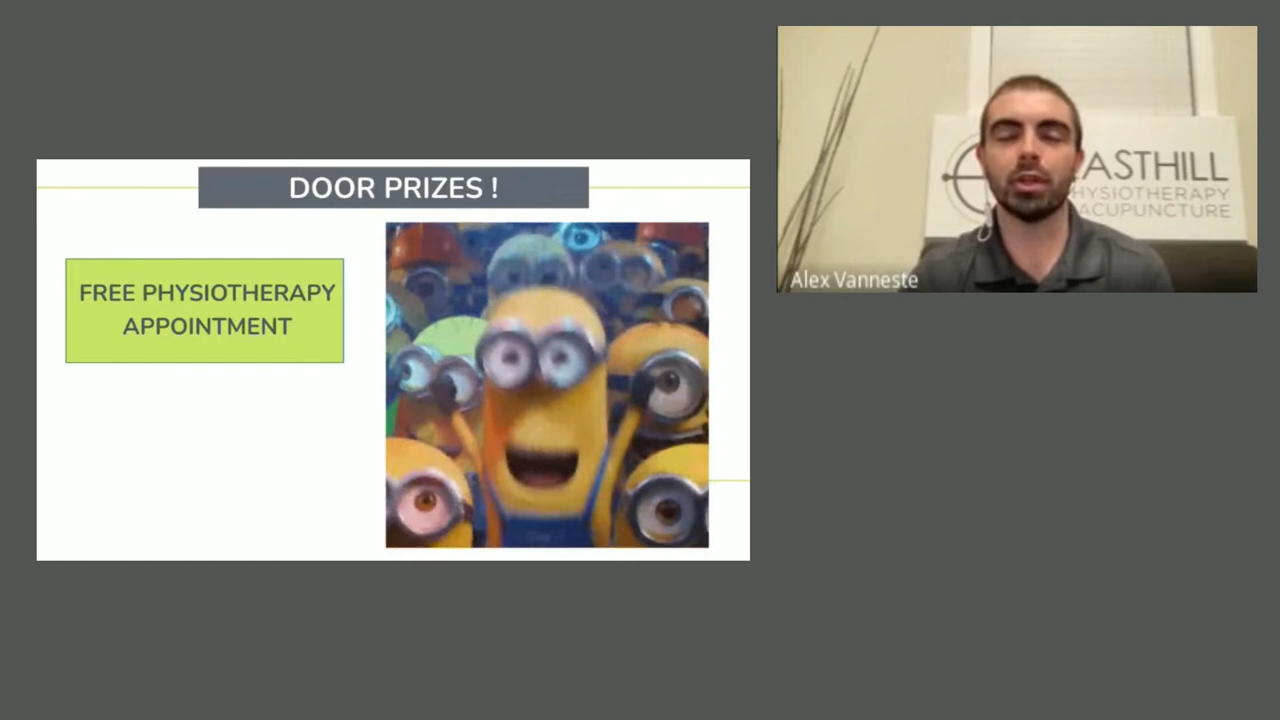 DOOR PRIZES !
FREE PHYSIOTHERAPY
APPOINTMENT
ASTHILL
HYSIOTHERAPY
ACUPUNCTURE
Alex Vanneste